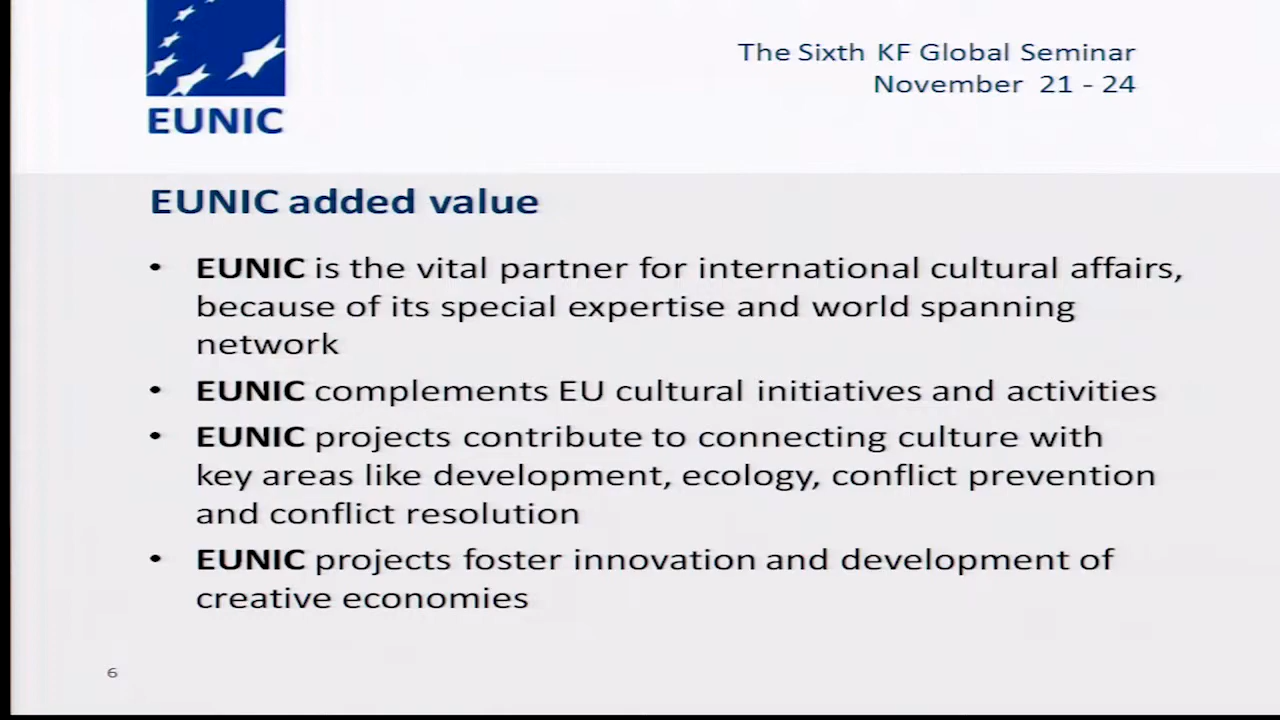 The Sixth KF Global Seminar
November 21 - 24
EUNIC
EUNIC added value
• EUNIC is the vital partner for international cultural affairs,
because of its special expertise and world spanning
network
• EUNIC complements EU cultural initiatives and activities
• EUNIC projects contribute to connecting culture with
key areas like development, ecology, conflict prevention
and conflict resolution
• EUNIC projects foster innovation and development of
creative economies
6